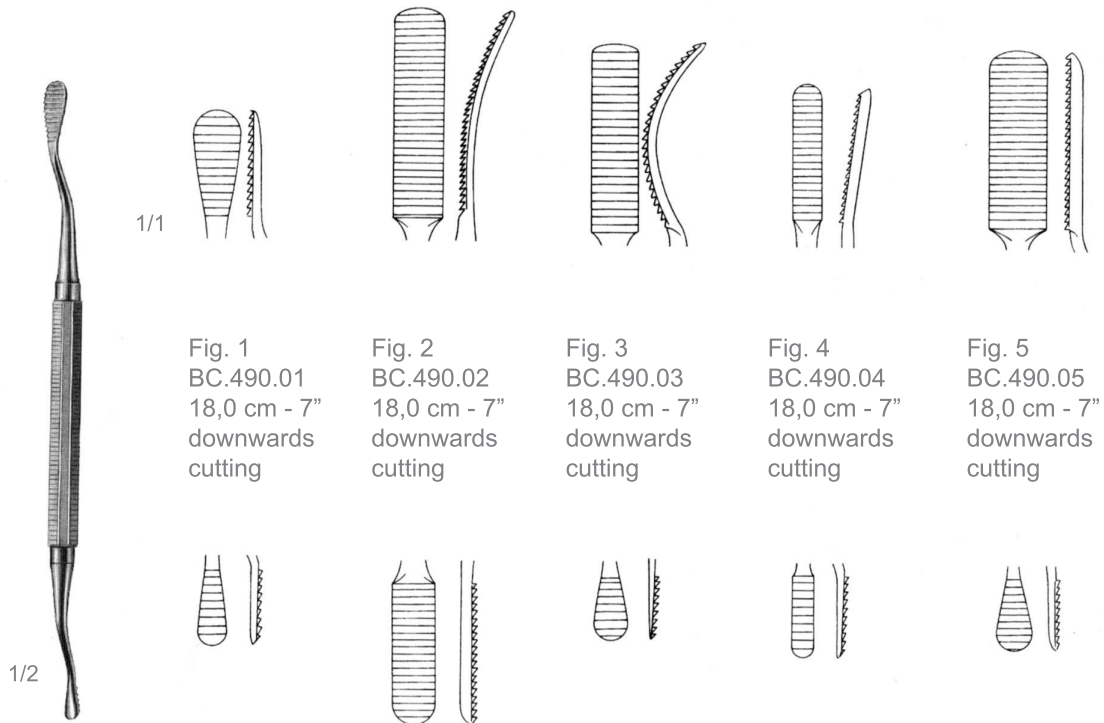 1/1
Fig. 1
BC.490.01
18,0 cm - 7”
downwards
cutting
Fig. 2
BC.490.02
18,0 cm - 7”
downwards
cutting
Fig. 3
BC.490.03
18,0 cm - 7”
downwards
cutting
Fig. 4
BC.490.04
18,0 cm - 7”
downwards
cutting
Fig. 5
BC.490.05
18,0 cm - 7”
downwards
cutting
1/2